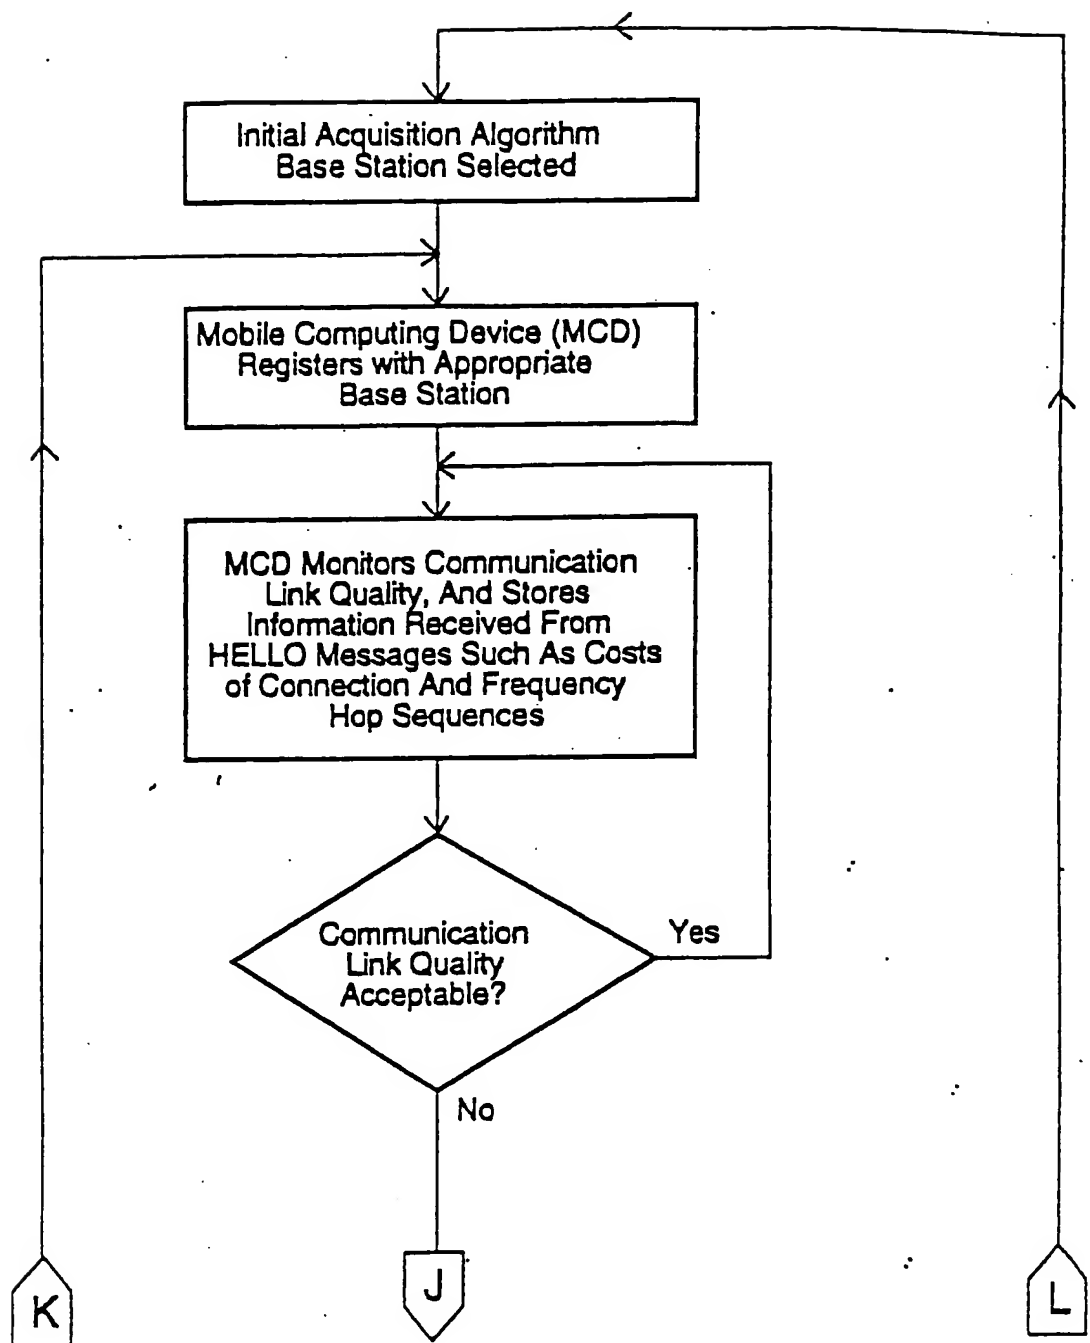 Initial Acquisition Algorithm
Base Station Selected
Mobile Computing Device (MCD)
Registers with Appropriate
Base Station
MCD Monitors Communication
Link Quality, And Stores
Information Received From
HELLO Messages Such As Costs
of Connection And Frequency
Hop Sequences
Communication
Link Quality
Acceptable?
Yes
No
K
J
L